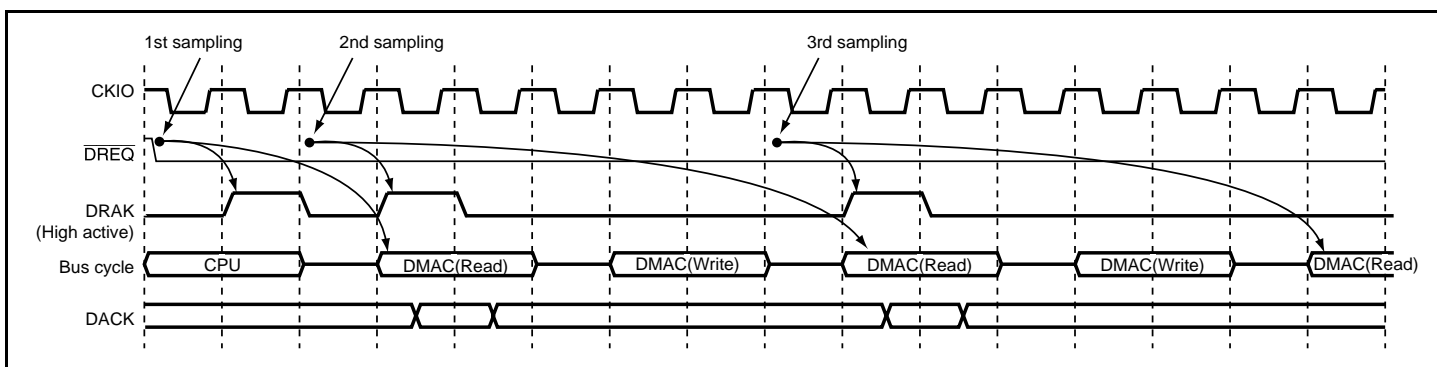 1st sampling 2nd sampling 3rd sampling
CKIO
DREQ
DRAK
(High active)
Bus cycle CPU DMAC(Read) DMAC(Write) DMAC(Read) DMAC(Write) DMAC(Read)
DACK